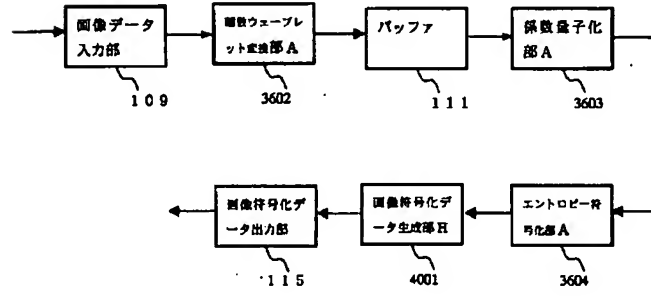 画像データ
入力部
離散ウェーブレ
ット変換部A
バッファ
係数量子化
部A
109
3602
111
3603
画像符号化デ
ータ出力部
画像符号化デ
ータ生成部H
エントロピー符
号化部A
115
4001
3604